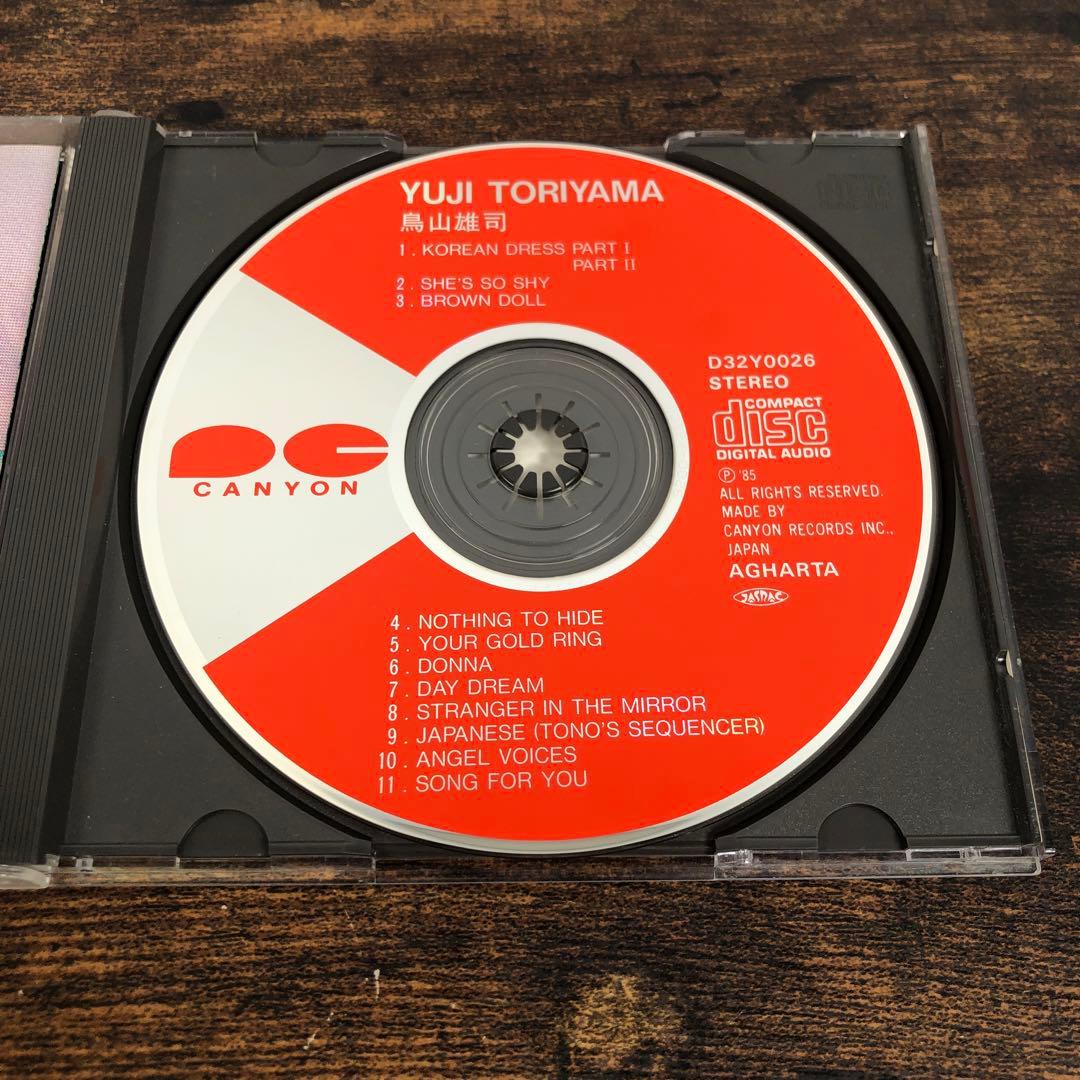 YUJI TORIYAMA
鳥山雄司
1. KOREAN DRESS PART I
PART II
2. SHE'S SO SHY
3. BROWN DOLL
D32Y0026
STEREO
COMPACT
disc
DIGITAL AUDIO
Ⓟ '85
ALL RIGHTS RESERVED.
MADE BY
CANYON RECORDS INC.,
JAPAN
AGHARTA
JASRAC
CANYON
4. NOTHING TO HIDE
5. YOUR GOLD RING
6. DONNA
7. DAY DREAM
8. STRANGER IN THE MIRROR
9. JAPANESE (TONO'S SEQUENCER)
10. ANGEL VOICES
11. SONG FOR YOU